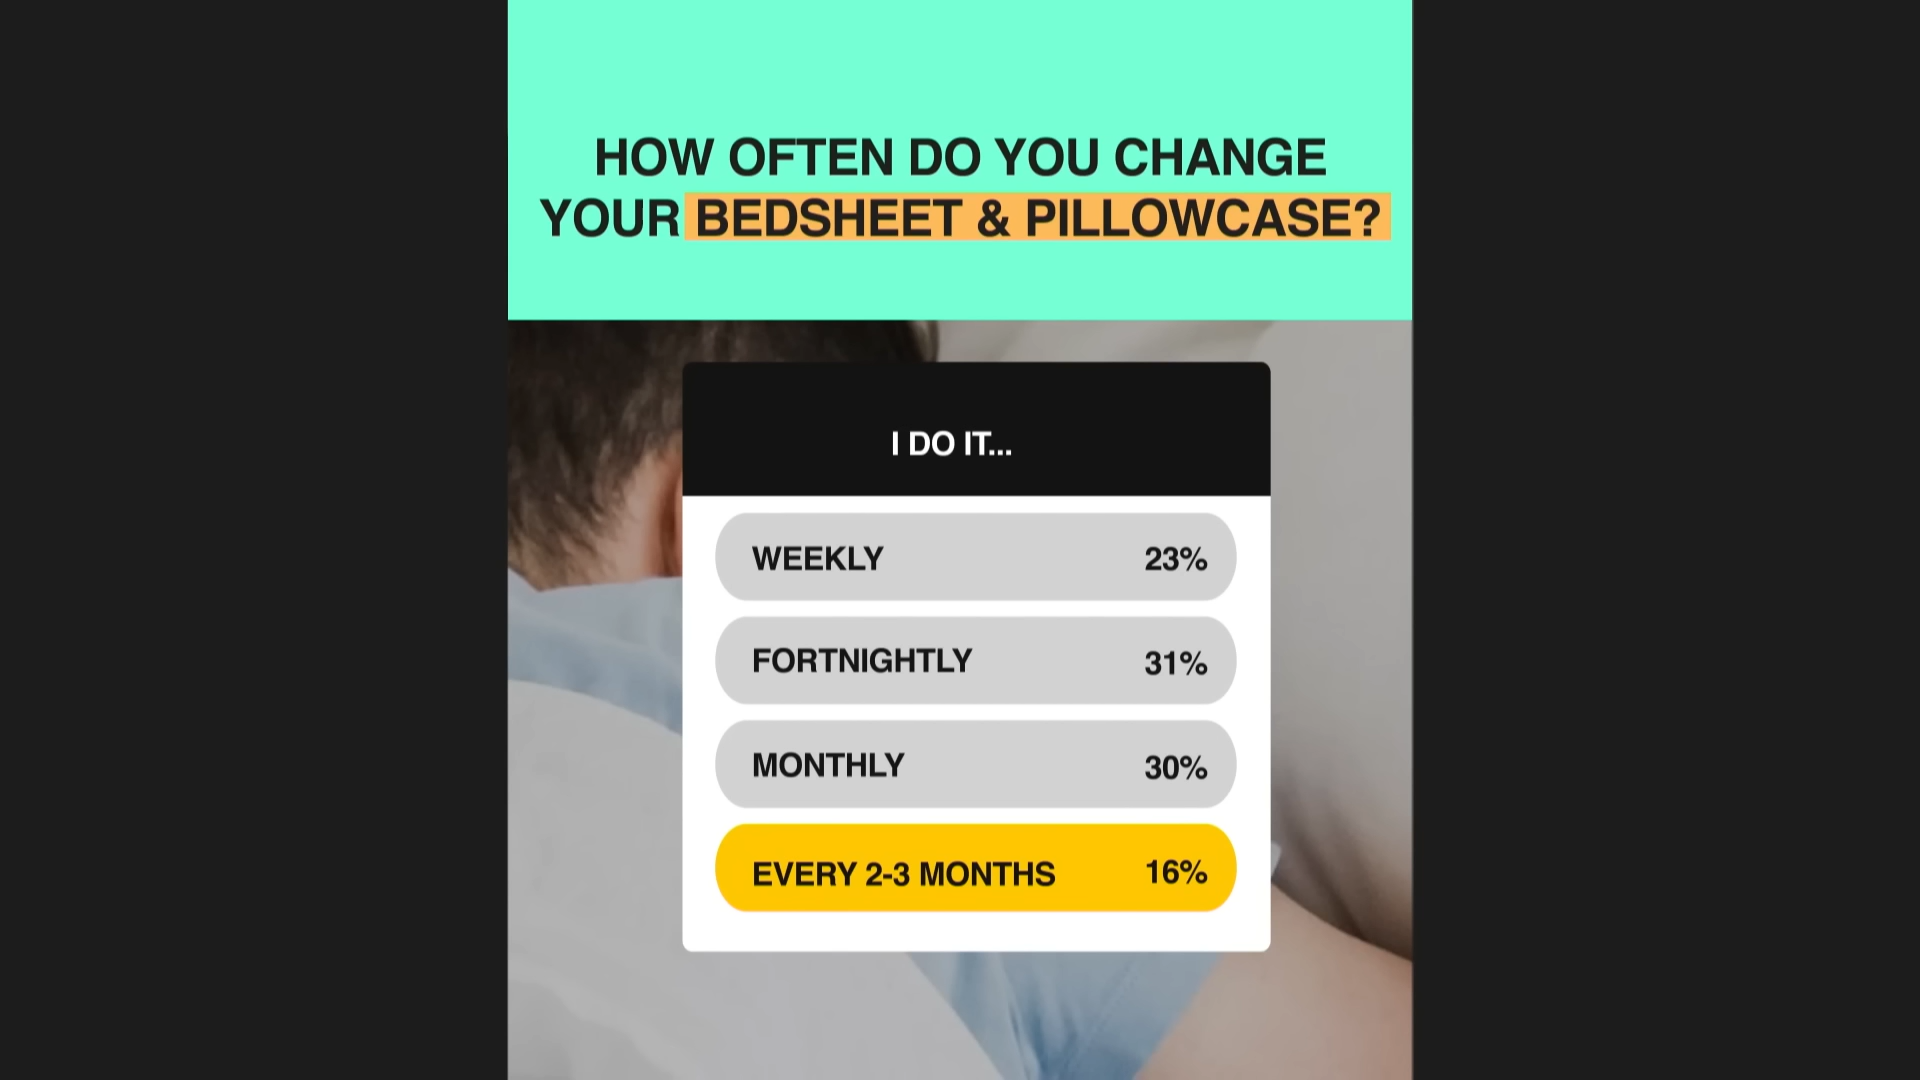 HOW OFTEN DO YOU CHANGE
YOUR BEDSHEET & PILLOWCASE?
I DO IT...
WEEKLY 23%
FORTNIGHTLY 31%
MONTHLY 30%
EVERY 2-3 MONTHS 16%